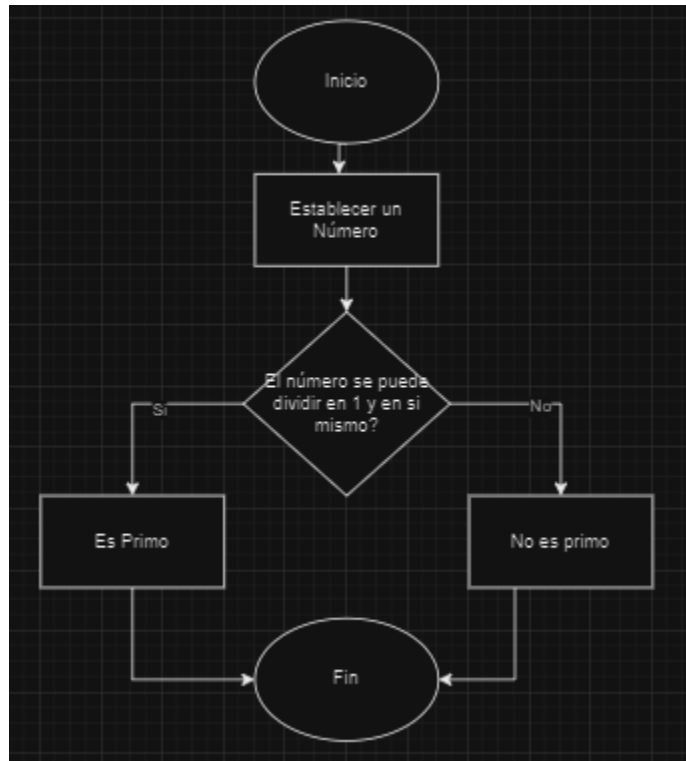 Inicio
Establecer un
Número
El número se puede
dividir en 1 y en si
mismo?
Si
No
Es Primo
No es primo
Fin